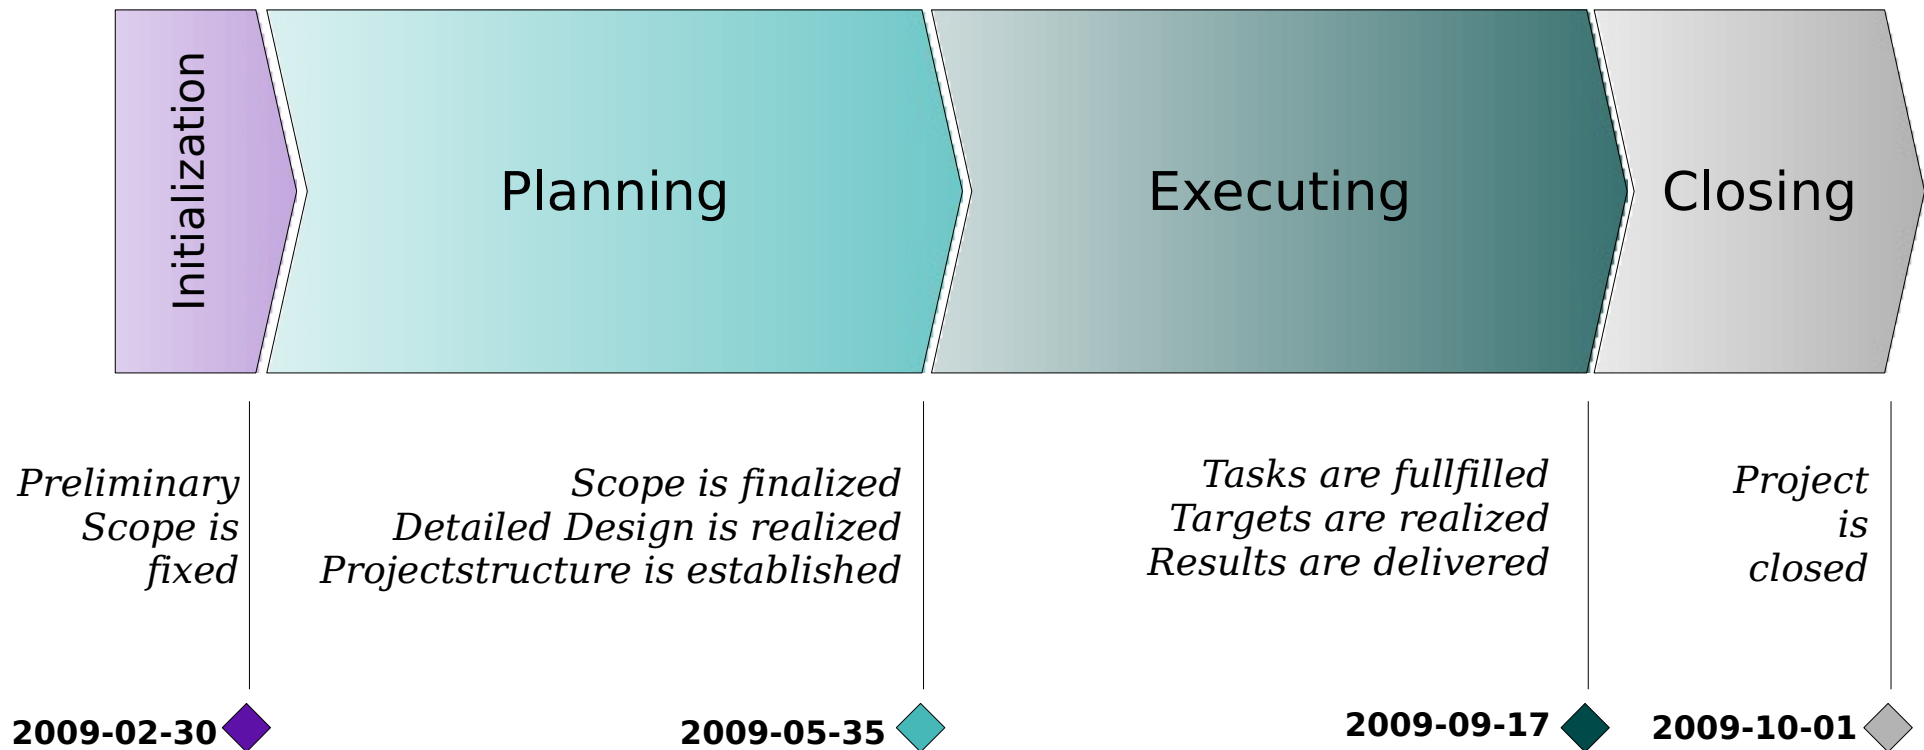 Initialization
Planning
Executing
Closing
Preliminary
Scope is
fixed
Scope is finalized
Detailed Design is realized
Projectstructure is established
Tasks are fullfilled
Targets are realized
Results are delivered
Project
is
closed
2009-02-30
2009-05-35
2009-09-17
2009-10-01